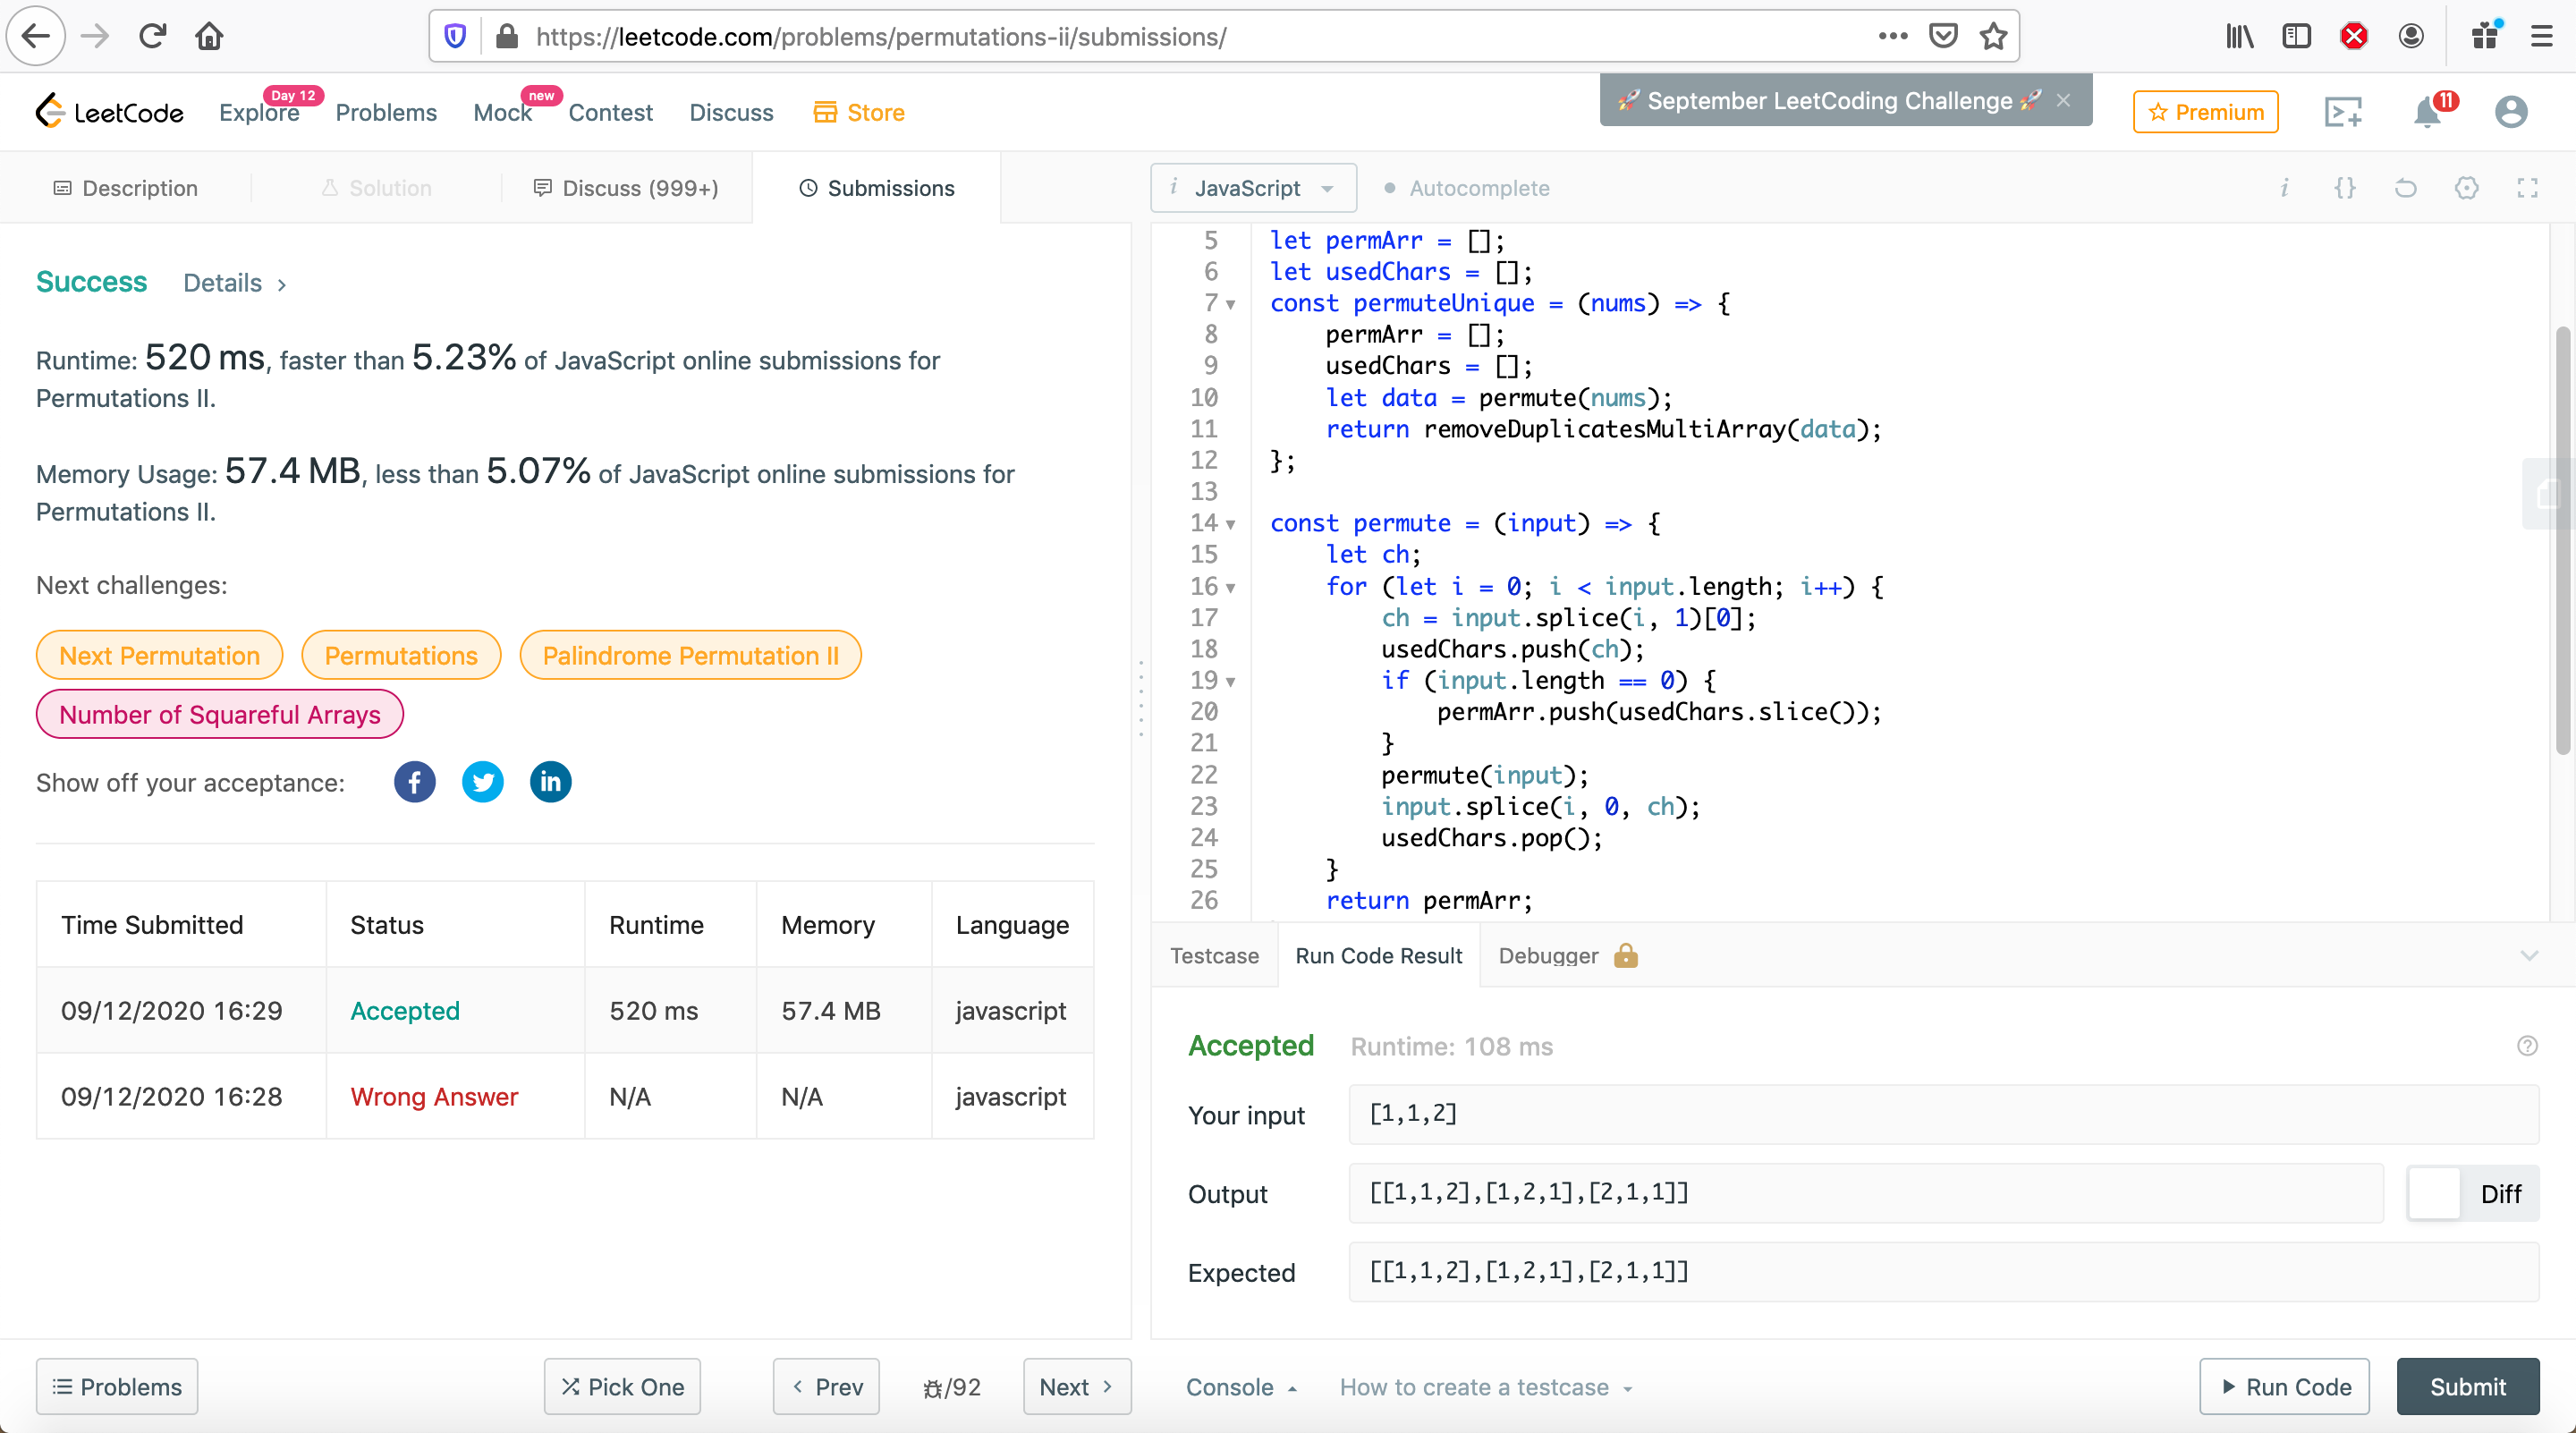 https://leetcode.com/problems/permutations-ii/submissions/
LeetCode
Explore
Day 12
Problems
Mock
new
Contest
Discuss
Store
🚀 September LeetCoding Challenge 🚀 ×
Premium
11
Description
Solution
Discuss (999+)
Submissions
i JavaScript
Autocomplete
i
{}
Success Details >
Runtime: 520 ms, faster than 5.23% of JavaScript online submissions for
Permutations II.
Memory Usage: 57.4 MB, less than 5.07% of JavaScript online submissions for
Permutations II.
Next challenges:
Next Permutation
Permutations
Palindrome Permutation II
Number of Squareful Arrays
Show off your acceptance:
f
in
Time Submitted Status Runtime Memory Language
09/12/2020 16:29 Accepted 520 ms 57.4 MB javascript
09/12/2020 16:28 Wrong Answer N/A N/A javascript
5 let permArr = [];
6 let usedChars = [];
7 const permuteUnique = (nums) => {
8 permArr = [];
9 usedChars = [];
10 let data = permute(nums);
11 return removeDuplicatesMultiArray(data);
12 };
13
14 const permute = (input) => {
15 let ch;
16 for (let i = 0; i < input.length; i++) {
17 ch = input.splice(i, 1)[0];
18 usedChars.push(ch);
19 if (input.length == 0) {
20 permArr.push(usedChars.slice());
21 }
22 permute(input);
23 input.splice(i, 0, ch);
24 usedChars.pop();
25 }
26 return permArr;
Testcase
Run Code Result
Debugger
Accepted Runtime: 108 ms
?
Your input [1,1,2]
Output [[1,1,2],[1,2,1],[2,1,1]]
Diff
Expected [[1,1,2],[1,2,1],[2,1,1]]
Problems
Pick One
< Prev
/92
Next >
Console
How to create a testcase
Run Code
Submit